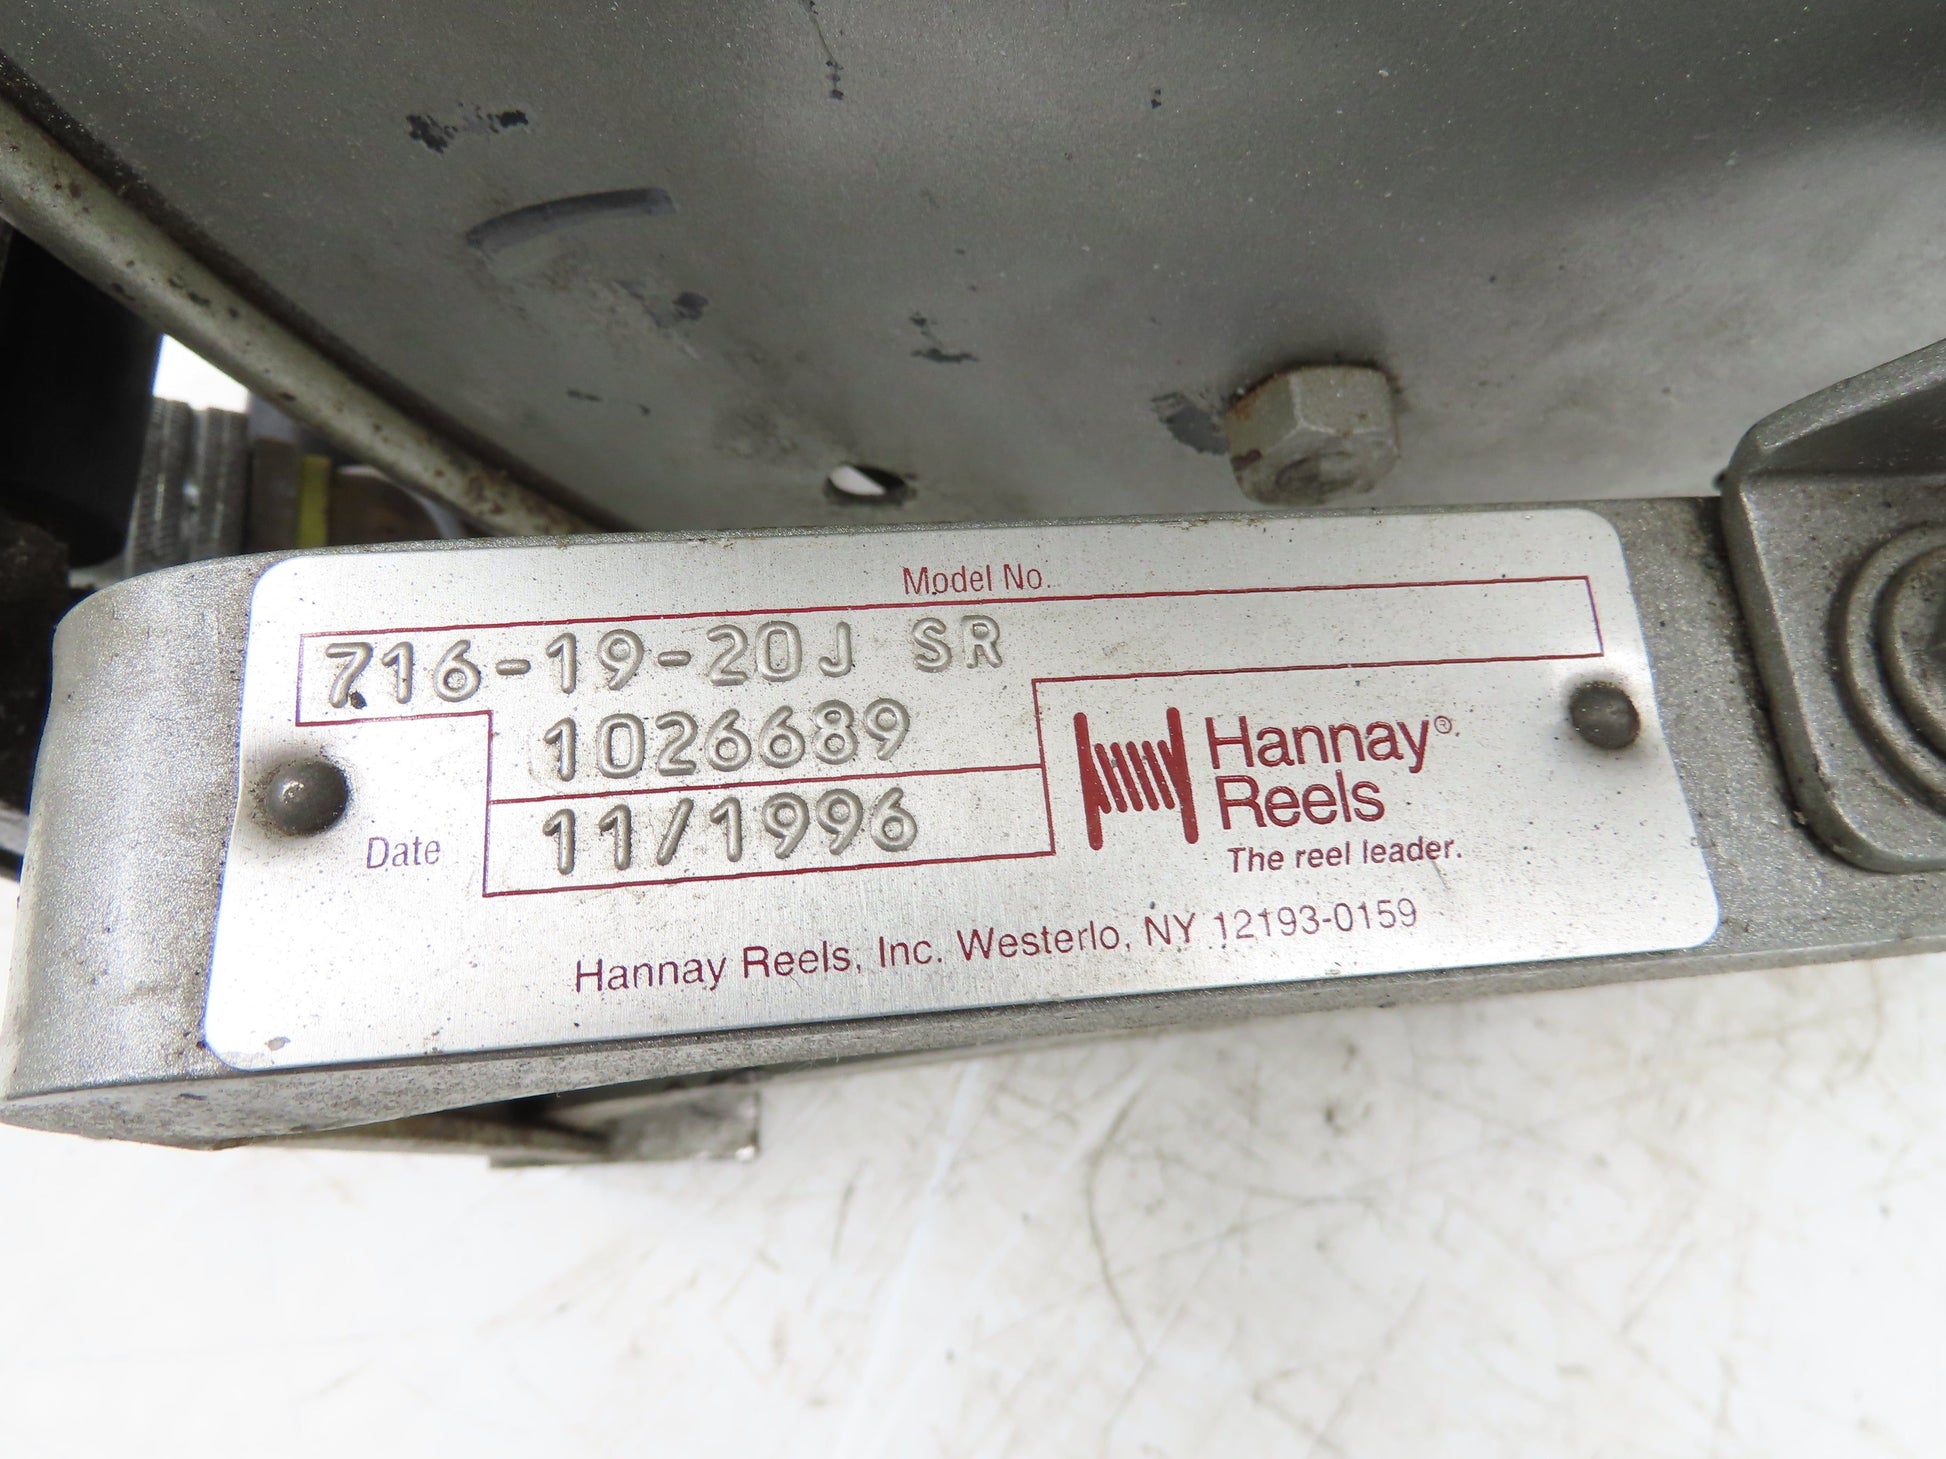 Model No.
716-19-20J SR
1026689
Date 11/1996
Hannay®
Reels
The reel leader.
Hannay Reels, Inc. Westerlo, NY 12193-0159